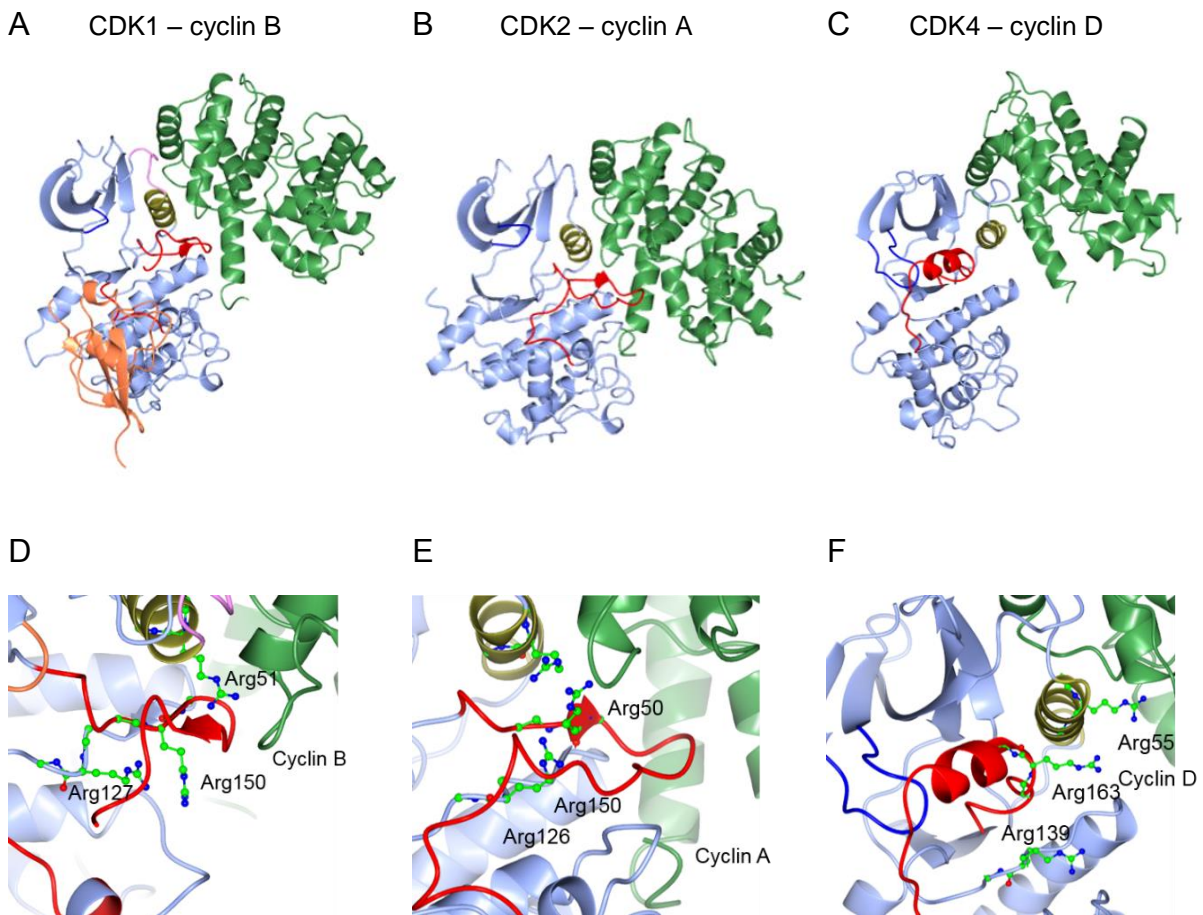 A CDK1 – cyclin B
B CDK2 – cyclin A
C CDK4 – cyclin D
D
E
F
Arg51
Cyclin B
Arg150
Arg127
Arg50
Arg150
Arg126
Cyclin A
Arg55
Cyclin D
Arg163
Arg139